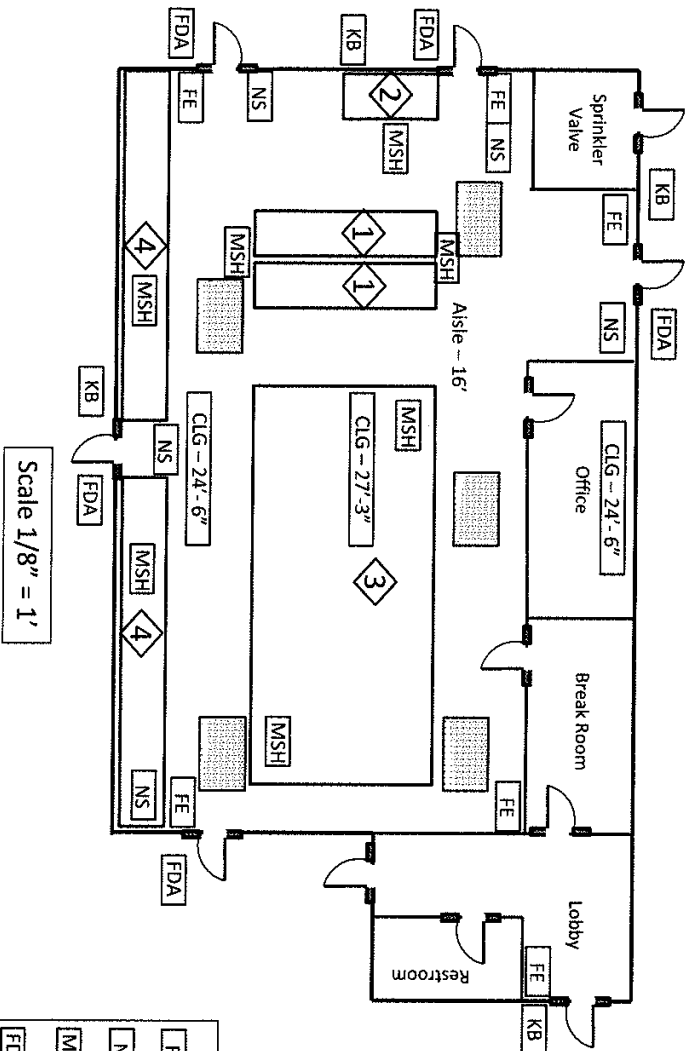 FDA
KB
FE
NS
CLG – 24'- 6"
Sprinkler
Valve
Office
Break Room
Lobby
FE
KB
FE
NS
FE
Aisle – 16'
MSH
Restroom
FDA
MSH
MSH
2
3
1
1
CLG – 27'-3"
KB
MSH
NS
MSH
CLG – 24'- 6"
FE
FE
FDA
FDA
NS
4
MSH
MSH
4
NS
KB
FDA
Scale 1/8" = 1'